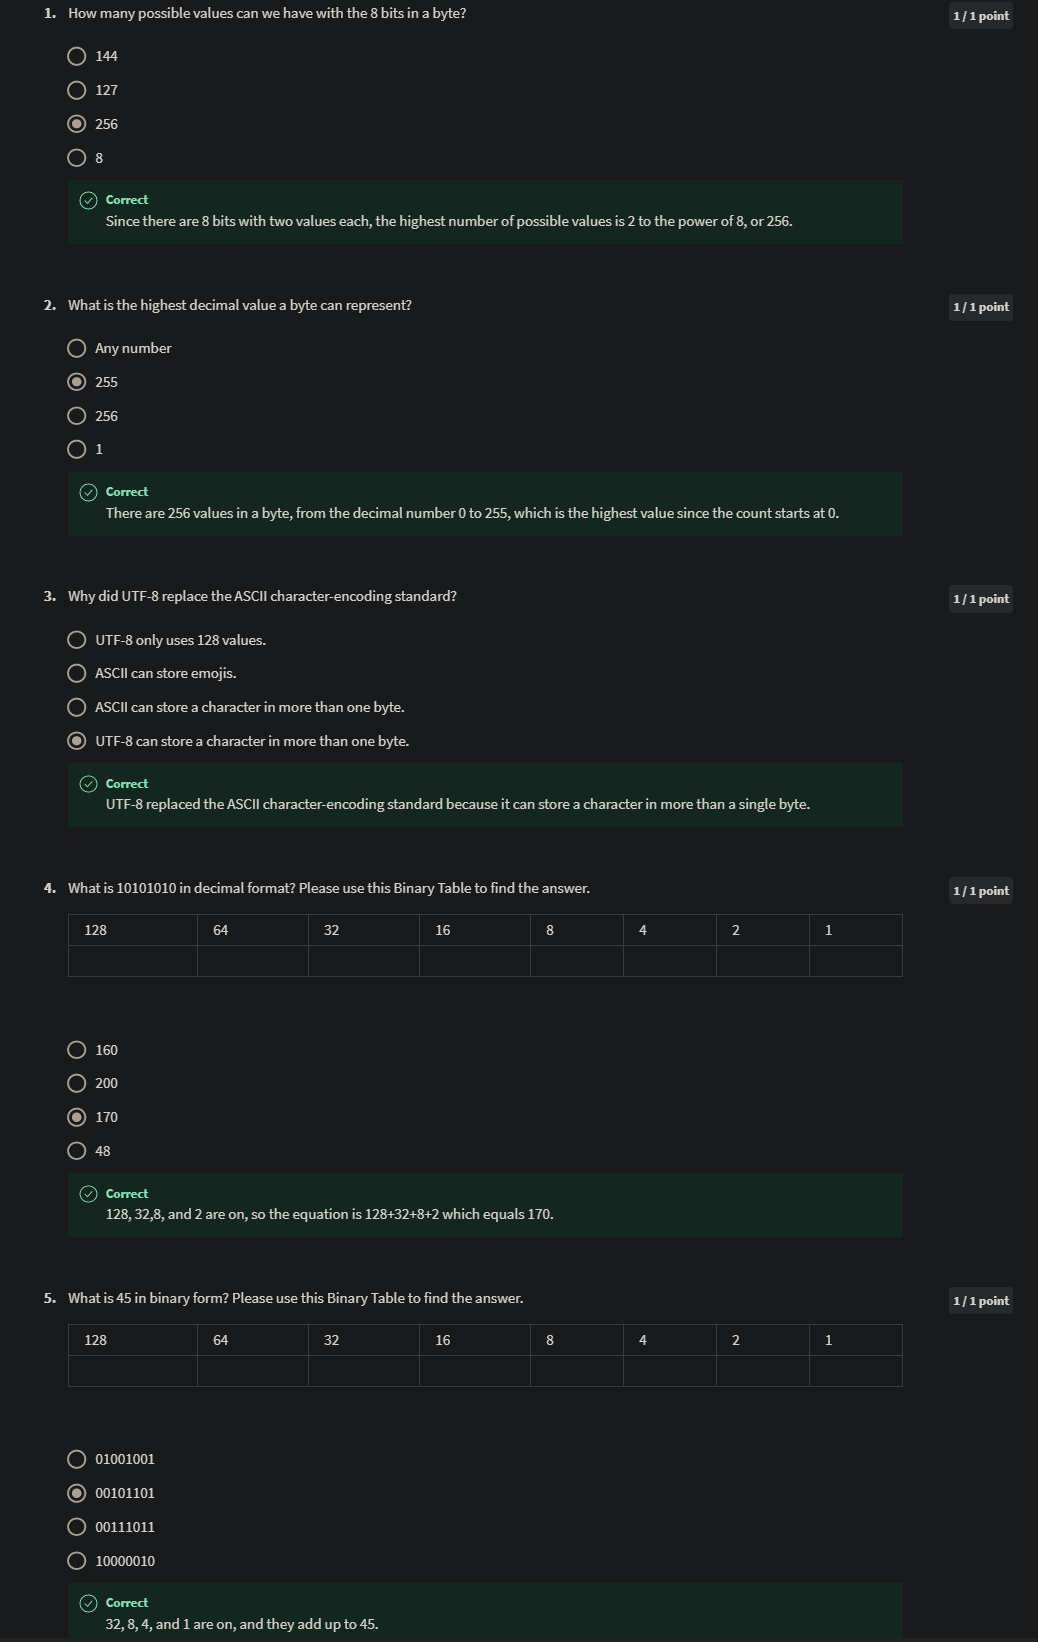 1. How many possible values can we have with the 8 bits in a byte?
1 / 1 point
144
127
256
8
Correct
Since there are 8 bits with two values each, the highest number of possible values is 2 to the power of 8, or 256.
2. What is the highest decimal value a byte can represent?
1 / 1 point
Any number
255
256
1
Correct
There are 256 values in a byte, from the decimal number 0 to 255, which is the highest value since the count starts at 0.
3. Why did UTF-8 replace the ASCII character-encoding standard?
1 / 1 point
UTF-8 only uses 128 values.
ASCII can store emojis.
ASCII can store a character in more than one byte.
UTF-8 can store a character in more than one byte.
Correct
UTF-8 replaced the ASCII character-encoding standard because it can store a character in more than a single byte.
4. What is 10101010 in decimal format? Please use this Binary Table to find the answer.
1 / 1 point
128 64 32 16 8 4 2 1
160
200
170
48
Correct
128, 32,8, and 2 are on, so the equation is 128+32+8+2 which equals 170.
5. What is 45 in binary form? Please use this Binary Table to find the answer.
1 / 1 point
128 64 32 16 8 4 2 1
01001001
00101101
00111011
10000010
Correct
32, 8, 4, and 1 are on, and they add up to 45.